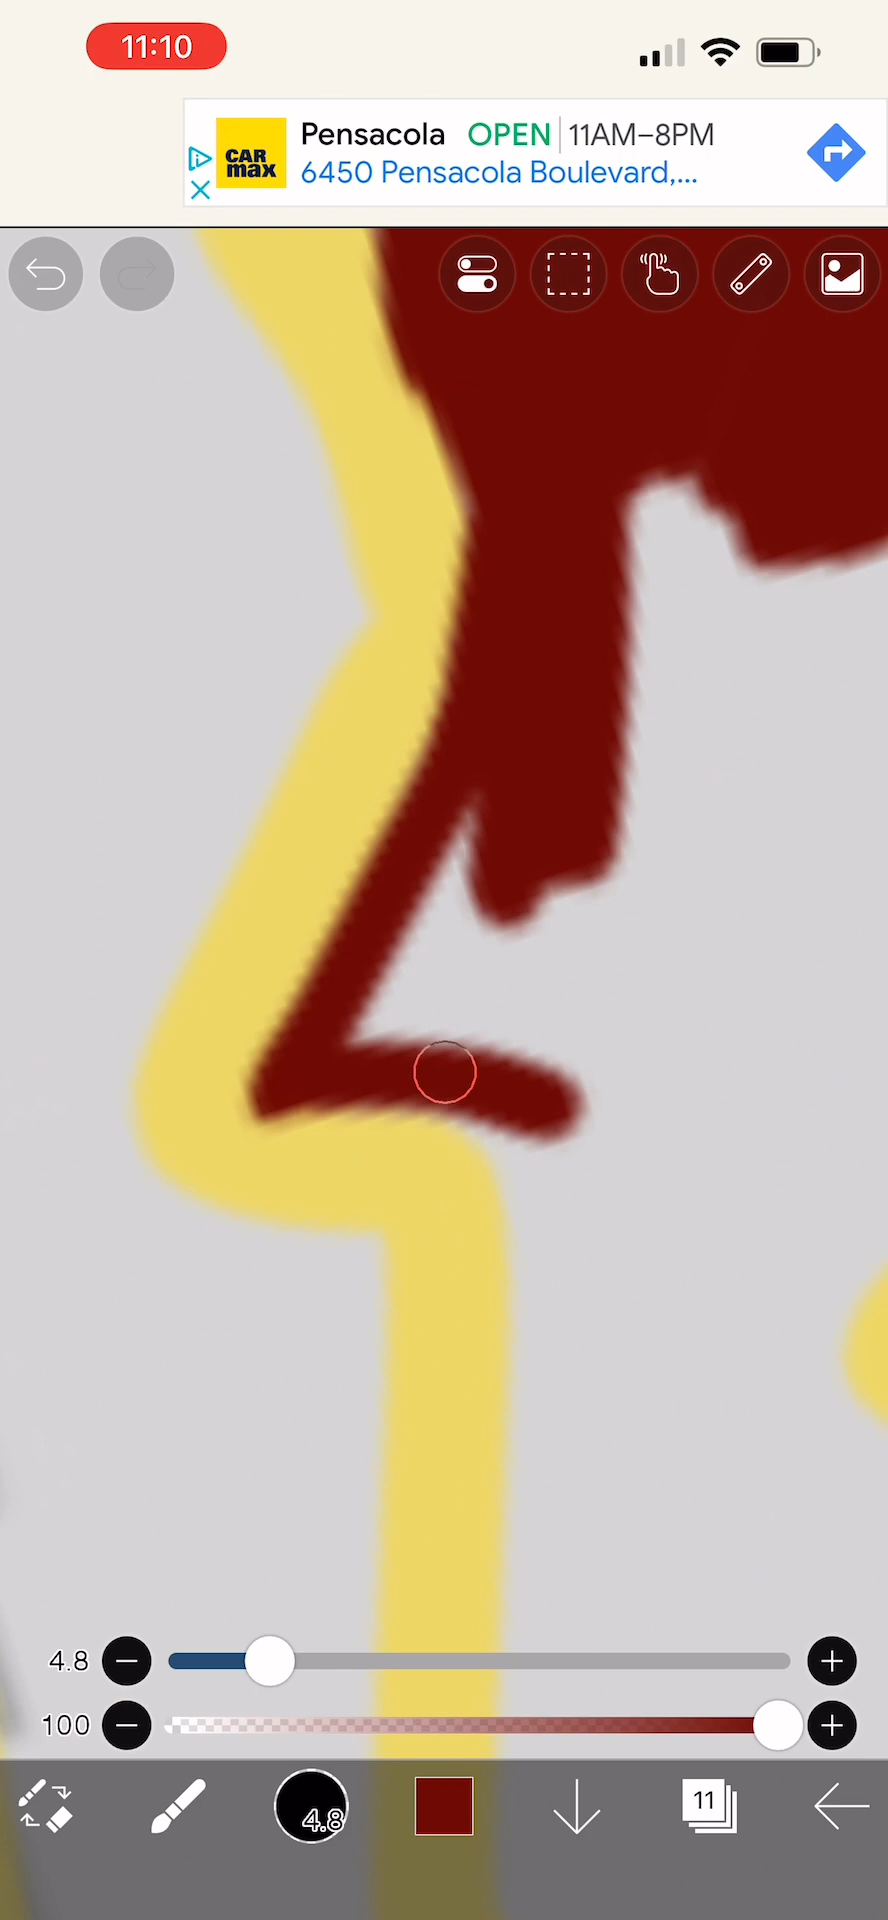 11:10
Pensacola OPEN 11AM–8PM
CAR
max
6450 Pensacola Boulevard,...
4.8
100
4.8
11